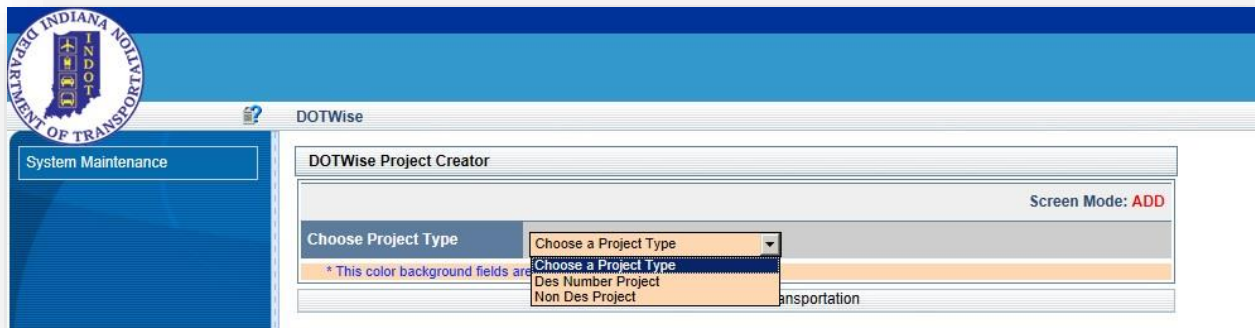 INDIANA
DEPARTMENT OF TRANSPORTATION
INDOT
DOTWise
System Maintenance
DOTWise Project Creator
Screen Mode: ADD
Choose Project Type
Choose a Project Type
Choose a Project Type
* This color background fields are
Des Number Project
Non Des Project
ansportation